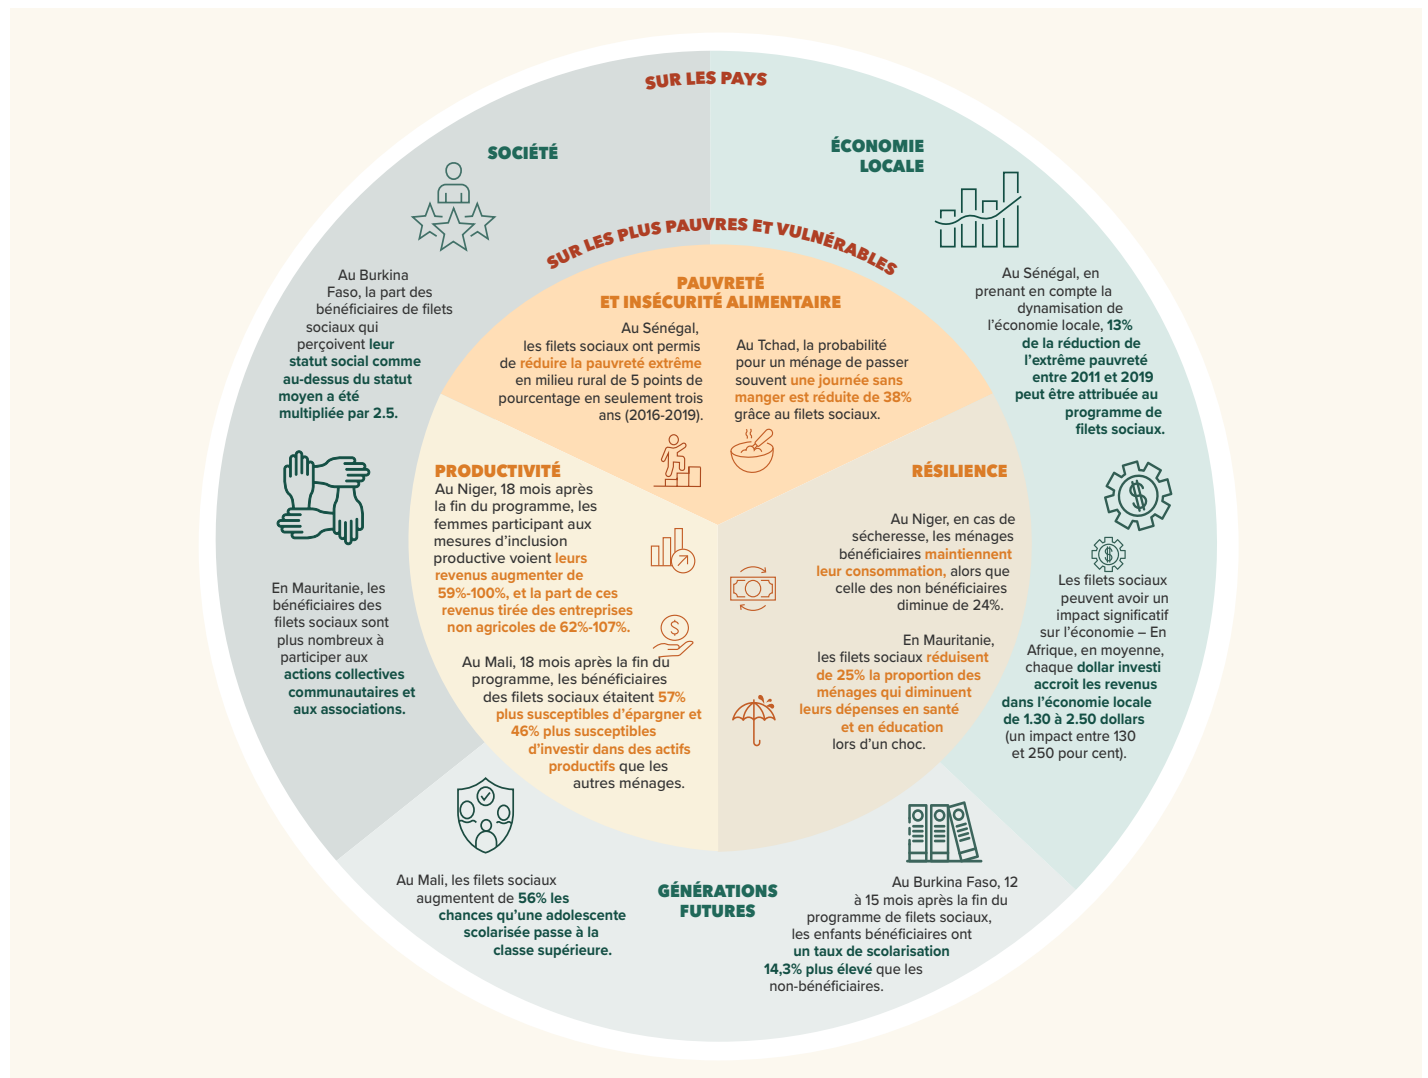 SUR LES PAYS
SOCIÉTÉ
Au Burkina
Faso, la part des
bénéficiaires de filets
sociaux qui
perçoivent leur
statut social comme
au-dessus du statut
moyen a été
multipliée par 2.5.
En Mauritanie, les
bénéficiaires des
filets sociaux sont
plus nombreux à
participer aux
actions collectives
communautaires et
aux associations.
ÉCONOMIE
LOCALE
Au Sénégal, en
prenant en compte la
dynamisation de
l'économie locale, 13%
de la réduction de
l'extrême pauvreté
entre 2011 et 2019
peut être attribuée au
programme de
filets sociaux.
$
$
Les filets sociaux
peuvent avoir un
impact significatif
sur l'économie – En
Afrique, en moyenne,
chaque dollar investi
accroit les revenus
dans l'économie locale
de 1.30 à 2.50 dollars
(un impact entre 130
et 250 pour cent).
SUR LES PLUS PAUVRES ET VULNÉRABLES
PAUVRETÉ
ET INSÉCURITÉ ALIMENTAIRE
Au Sénégal,
les filets sociaux ont permis
de réduire la pauvreté extrême
en milieu rural de 5 points de
pourcentage en seulement trois
ans (2016-2019).
Au Tchad, la probabilité
pour un ménage de passer
souvent une journée sans
manger est réduite de 38%
grâce au filets sociaux.
PRODUCTIVITÉ
Au Niger, 18 mois après
la fin du programme, les
femmes participant aux
mesures d'inclusion
productive voient leurs
revenus augmenter de
59%-100%, et la part de ces
revenus tirée des entreprises
non agricoles de 62%-107%.
$
Au Mali, 18 mois après la fin du
programme, les bénéficiaires
des filets sociaux étaitent 57%
plus susceptibles d'épargner et
46% plus susceptibles
d'investir dans des actifs
productifs que les
autres ménages.
RÉSILIENCE
Au Niger, en cas de
sécheresse, les ménages
bénéficiaires maintiennent
leur consommation, alors que
celle des non bénéficiaires
diminue de 24%.
En Mauritanie,
les filets sociaux réduisent
de 25% la proportion des
ménages qui diminuent
leurs dépenses en santé
et en éducation
lors d'un choc.
Au Mali, les filets sociaux
augmentent de 56% les
chances qu'une adolescente
scolarisée passe à la
classe supérieure.
GÉNÉRATIONS
FUTURES
Au Burkina Faso, 12
à 15 mois après la fin du
programme de filets sociaux,
les enfants bénéficiaires ont
un taux de scolarisation
14,3% plus élevé que les
non-bénéficiaires.